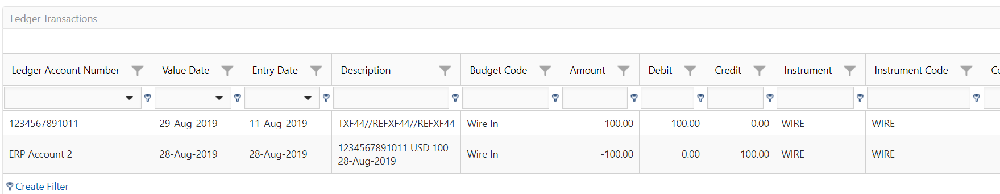 Ledger Transactions
Ledger Account Number Value Date Entry Date Description Budget Code Amount Debit Credit Instrument Instrument Code Co
1234567891011 29-Aug-2019 11-Aug-2019 TXF44//REFXF44//REFXF44 Wire In 100.00 100.00 0.00 WIRE WIRE
ERP Account 2 28-Aug-2019 28-Aug-2019 1234567891011 USD 100 Wire In -100.00 0.00 100.00 WIRE WIRE
28-Aug-2019
Create Filter